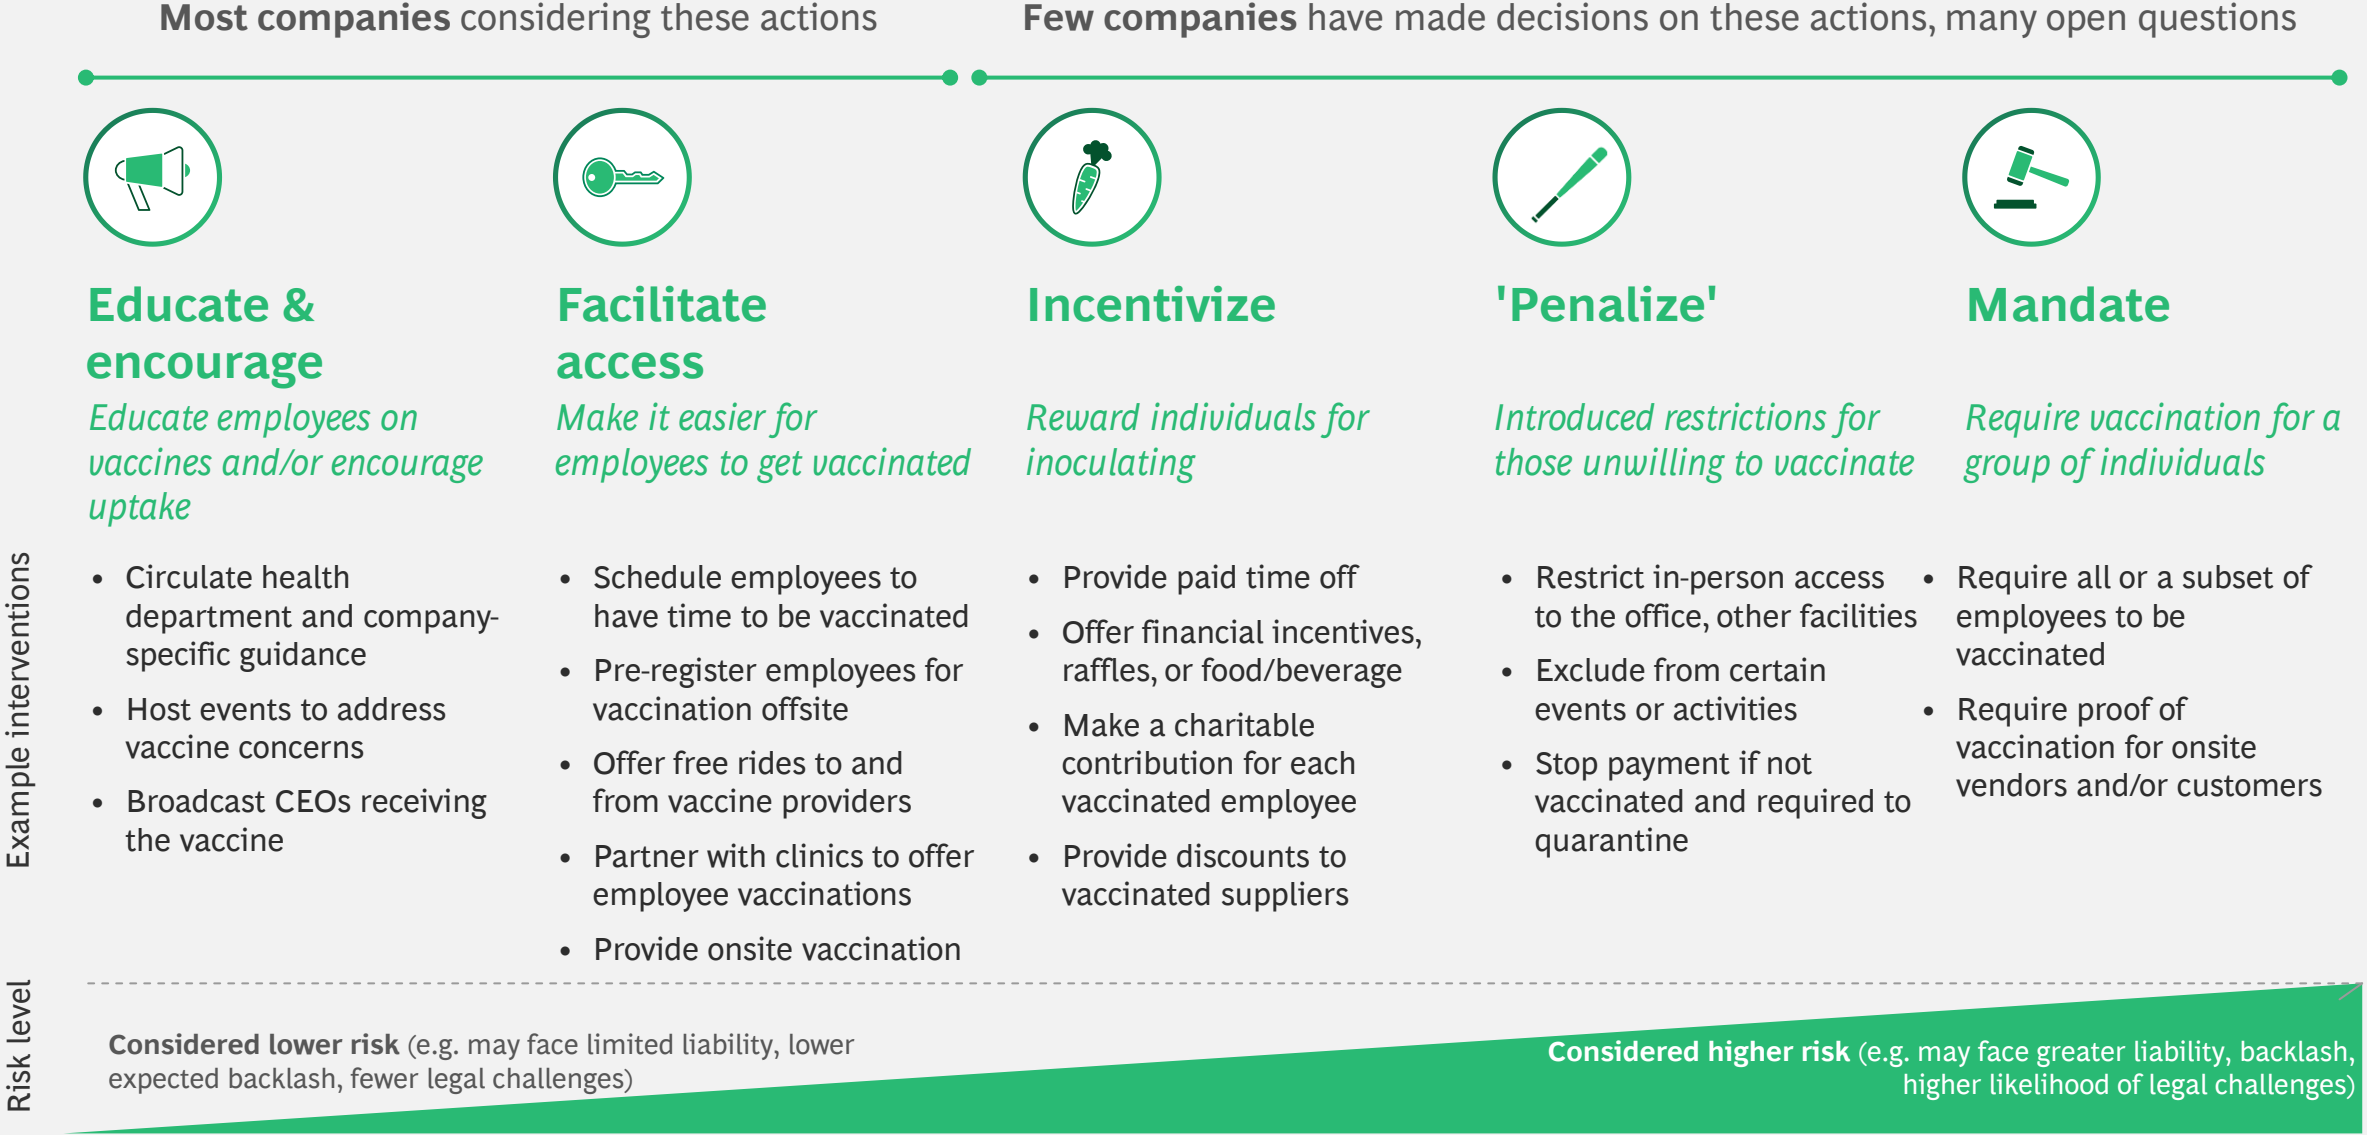 Most companies considering these actions
Few companies have made decisions on these actions, many open questions
Educate &
encourage
Educate employees on
vaccines and/or encourage
uptake
Facilitate
access
Make it easier for
employees to get vaccinated
Incentivize
Reward individuals for
inoculating
'Penalize'
Introduced restrictions for
those unwilling to vaccinate
Mandate
Require vaccination for a
group of individuals
Example interventions
• Circulate health
department and company-
specific guidance
• Host events to address
vaccine concerns
• Broadcast CEOs receiving
the vaccine
• Schedule employees to
have time to be vaccinated
• Pre-register employees for
vaccination offsite
• Offer free rides to and
from vaccine providers
• Partner with clinics to offer
employee vaccinations
• Provide onsite vaccination
• Provide paid time off
• Offer financial incentives,
raffles, or food/beverage
• Make a charitable
contribution for each
vaccinated employee
• Provide discounts to
vaccinated suppliers
• Restrict in-person access
to the office, other facilities
• Exclude from certain
events or activities
• Stop payment if not
vaccinated and required to
quarantine
• Require all or a subset of
employees to be
vaccinated
• Require proof of
vaccination for onsite
vendors and/or customers
Risk level
Considered lower risk (e.g. may face limited liability, lower
expected backlash, fewer legal challenges)
Considered higher risk (e.g. may face greater liability, backlash,
higher likelihood of legal challenges)